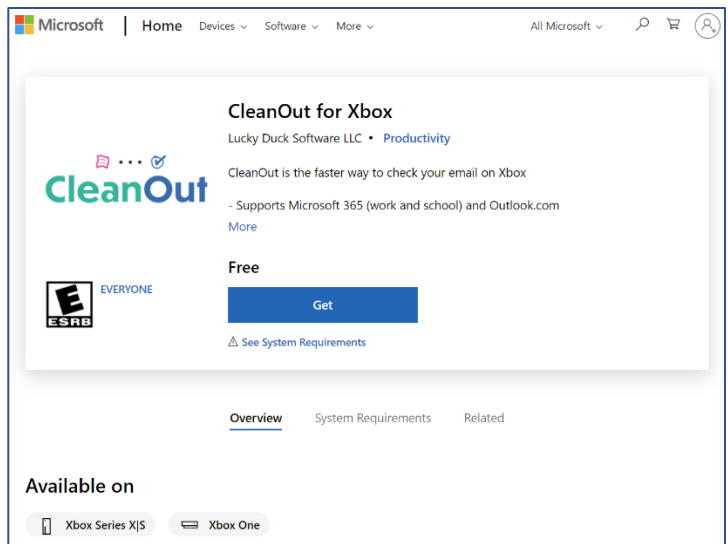 Microsoft | Home Devices Software More All Microsoft
CleanOut for Xbox
Lucky Duck Software LLC • Productivity
CleanOut
CleanOut is the faster way to check your email on Xbox
- Supports Microsoft 365 (work and school) and Outlook.com
More
Free
E
ESRB
EVERYONE
Get
See System Requirements
Overview System Requirements Related
Available on
Xbox Series X|S Xbox One